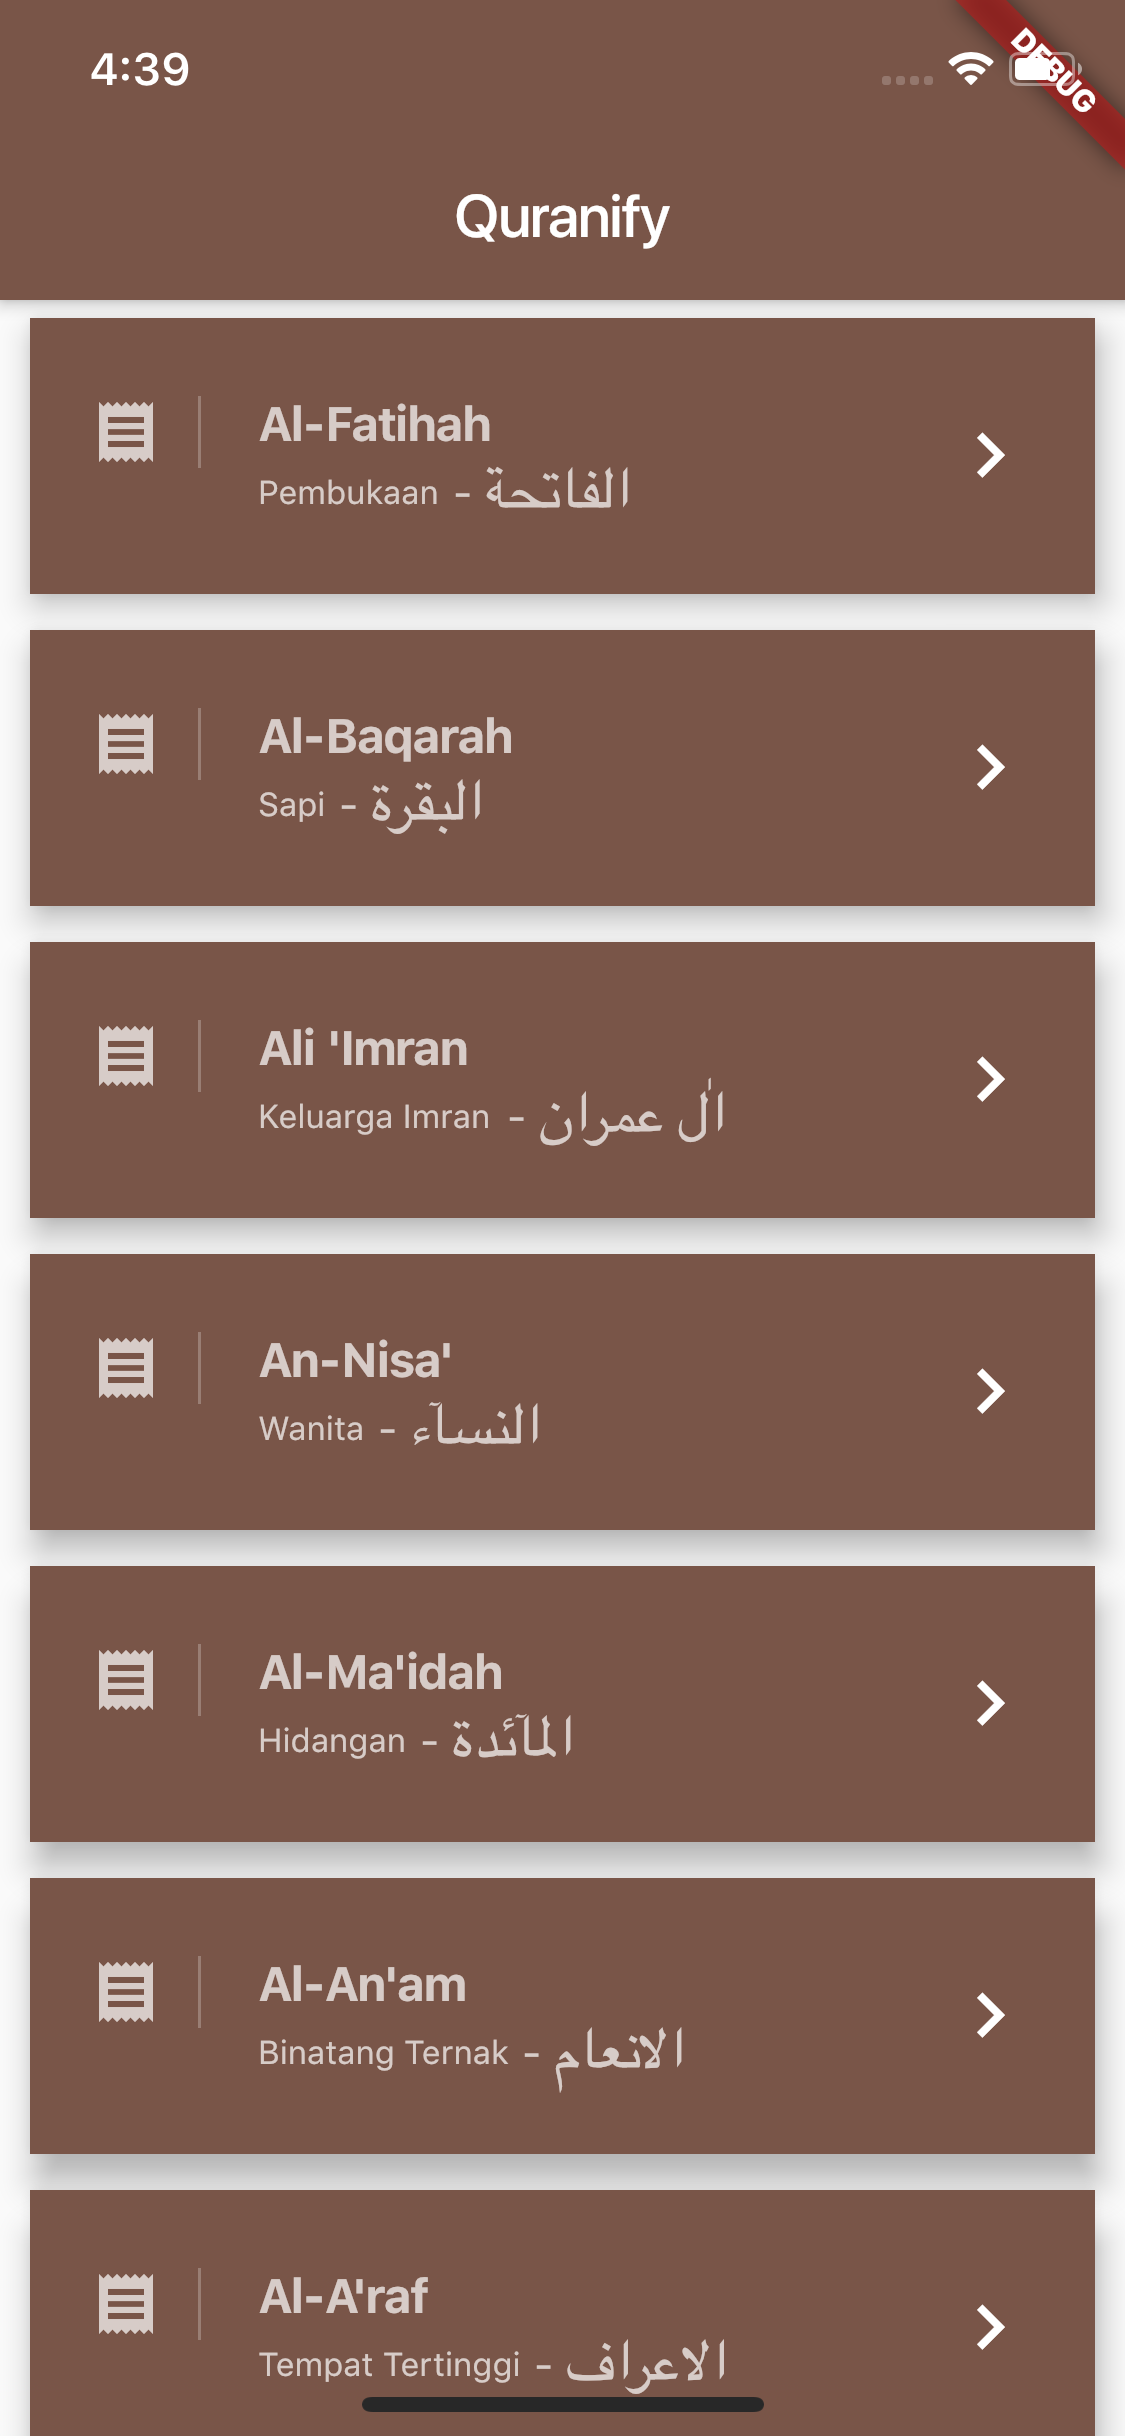 4:39
DEBUG
Quranify
Al-Fatihah
Pembukaan - الفاتحة
Al-Baqarah
Sapi - البقرة
Ali 'Imran
Keluarga Imran - اٰل عمران
An-Nisa'
Wanita - النساۤء
Al-Ma'idah
Hidangan - الماۤئدة
Al-An'am
Binatang Ternak - الانعام
Al-A'raf
Tempat Tertinggi - الاعراف